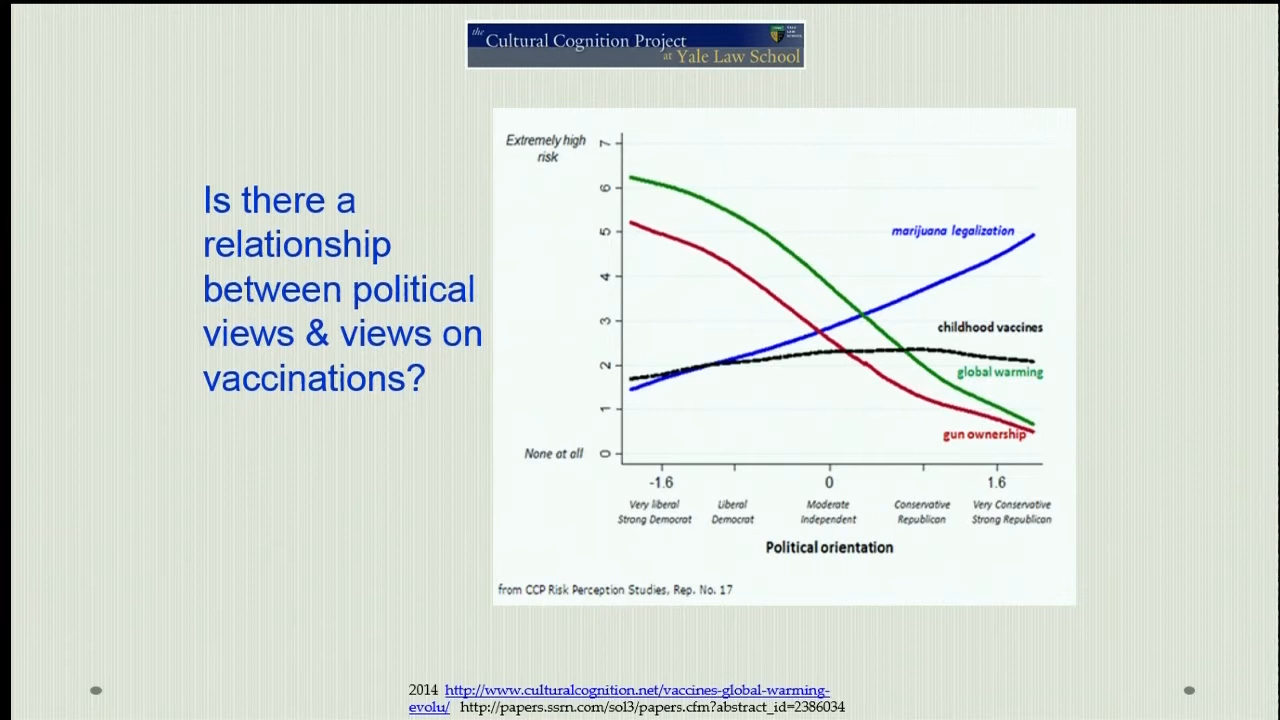 the Cultural Cognition Project
YALE LAW SCHOOL
at Yale Law School
Is there a
relationship
between political
views & views on
vaccinations?
Extremely high
risk
7
6
5
4
3
2
1
0
None at all
marijuana legalization
childhood vaccines
global warming
gun ownership
-1.6
0
1.6
Very liberal
Strong Democrat
Liberal
Democrat
Moderate
Independent
Conservative
Republican
Very Conservative
Strong Republican
Political orientation
from CCP Risk Perception Studies, Rep. No. 17
2014 http://www.culturalcognition.net/vaccines-global-warming-
evolu/ http://papers.ssrn.com/sol3/papers.cfm?abstract_id=2386034